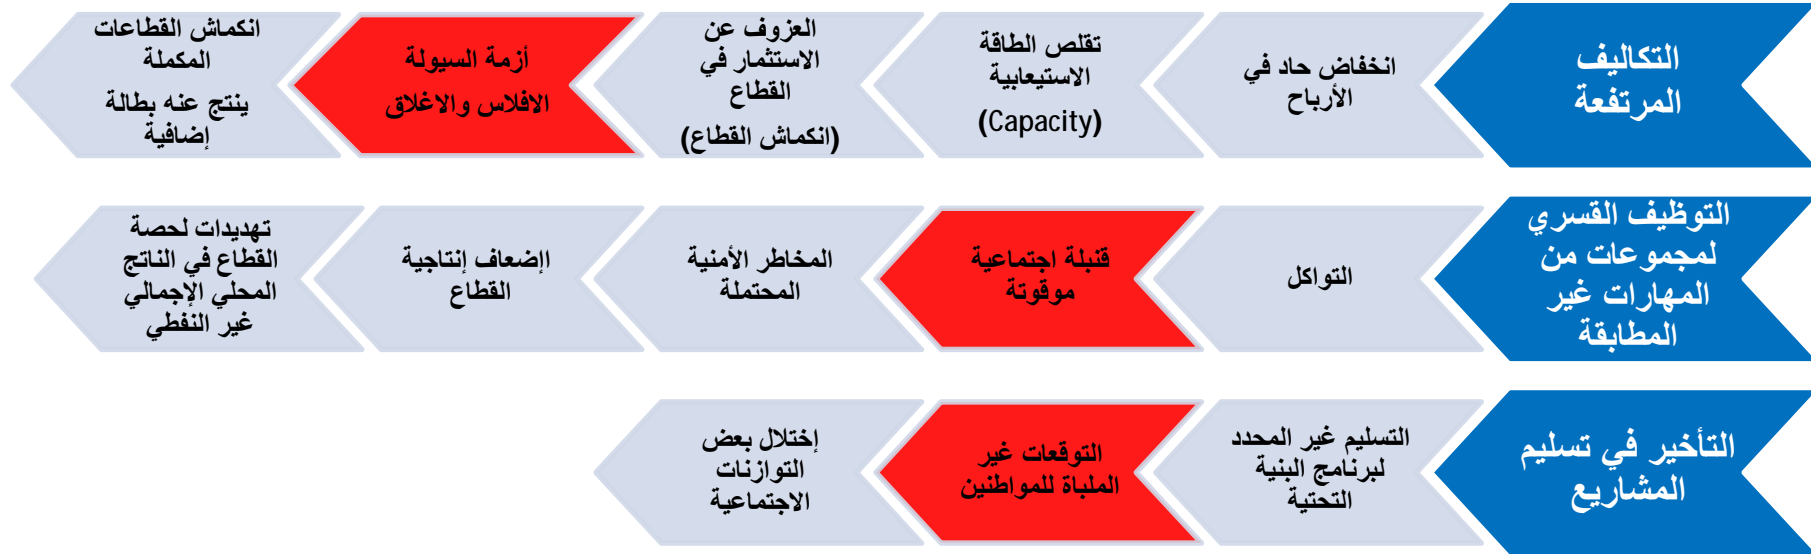 التكاليف
المرتفعة
انخفاض حاد في
الأرباح
تقلص الطاقة
الاستيعابية
(Capacity)
العزوف عن
الاستثمار في
القطاع
(انكماش القطاع)
أزمة السيولة
الافلاس والاغلاق
انكماش القطاعات
المكملة
ينتج عنه بطالة
إضافية
التوظيف القسري
لمجموعات من
المهارات غير
المطابقة
التواكل
قنبلة اجتماعية
موقوتة
المخاطر الأمنية
المحتملة
اإضعاف إنتاجية
القطاع
تهديدات لحصة
القطاع في الناتج
المحلي الإجمالي
غير النفطي
التأخير في تسليم
المشاريع
التسليم غير المحدد
لبرنامج البنية
التحتية
التوقعات غير
الملباة للمواطنين
إختلال بعض
التوازنات
الاجتماعية